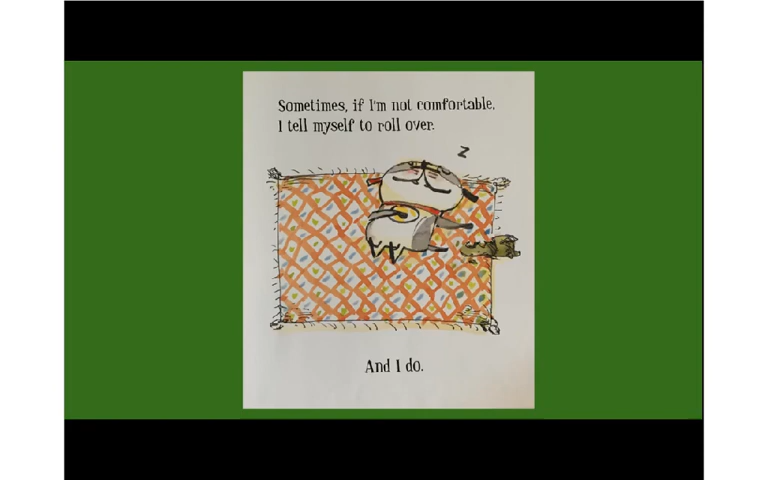 Sometimes, if I'm not comfortable,
I tell myself to roll over.
z
And I do.